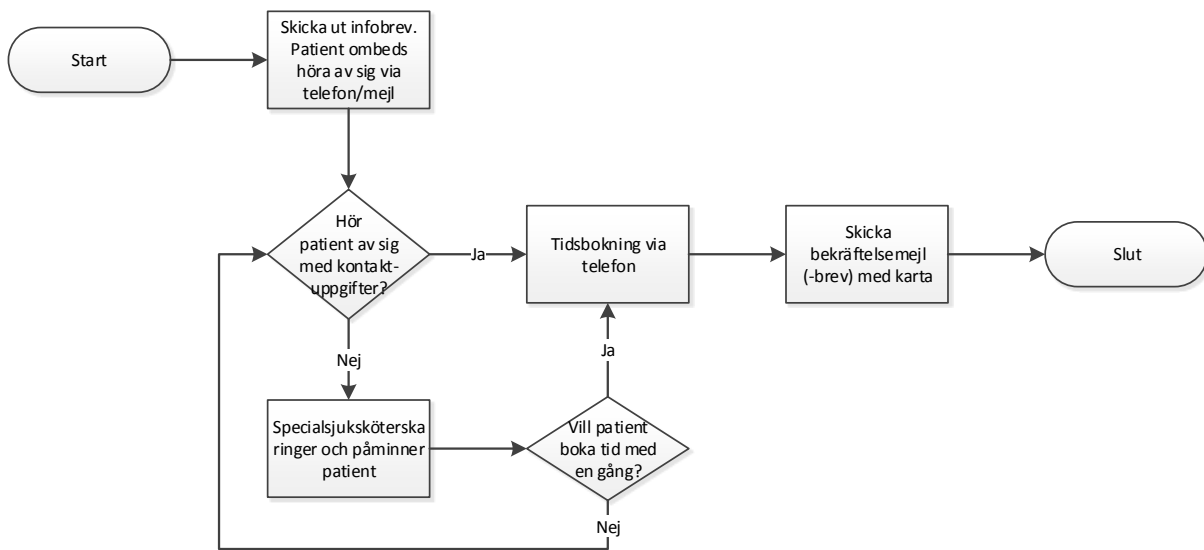 Start
Skicka ut infobrev.
Patient ombeds
höra av sig via
telefon/mejl
Hör
patient av sig
med kontakt-
uppgifter?
Ja
Tidsbokning via
telefon
Skicka
bekräftelsemejl
(-brev) med karta
Slut
Nej
Ja
Specialsjuksköterska
ringer och påminner
patient
Vill patient
boka tid med
en gång?
Nej